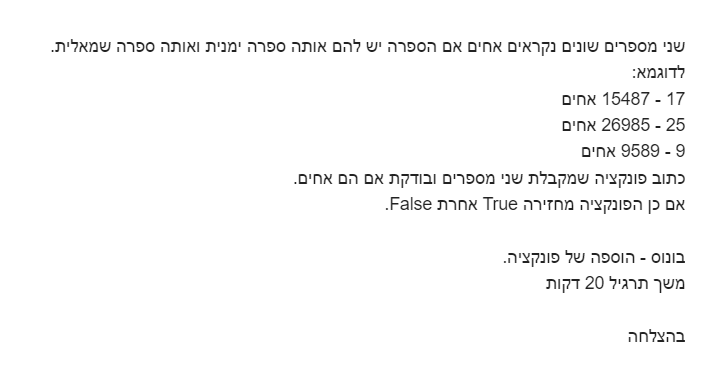 שני מספרים שונים נקראים אחים אם הספרה יש להם אותה ספרה ימנית ואותה ספרה שמאלית.
לדוגמא:
17 - 15487 אחים
25 - 26985 אחים
9 - 9589 אחים
כתוב פונקציה שמקבלת שני מספרים ובודקת אם הם אחים.
אם כן הפונקציה מחזירה True אחרת False.
בונוס - הוספה של פונקציה.
משך תרגיל 20 דקות
בהצלחה